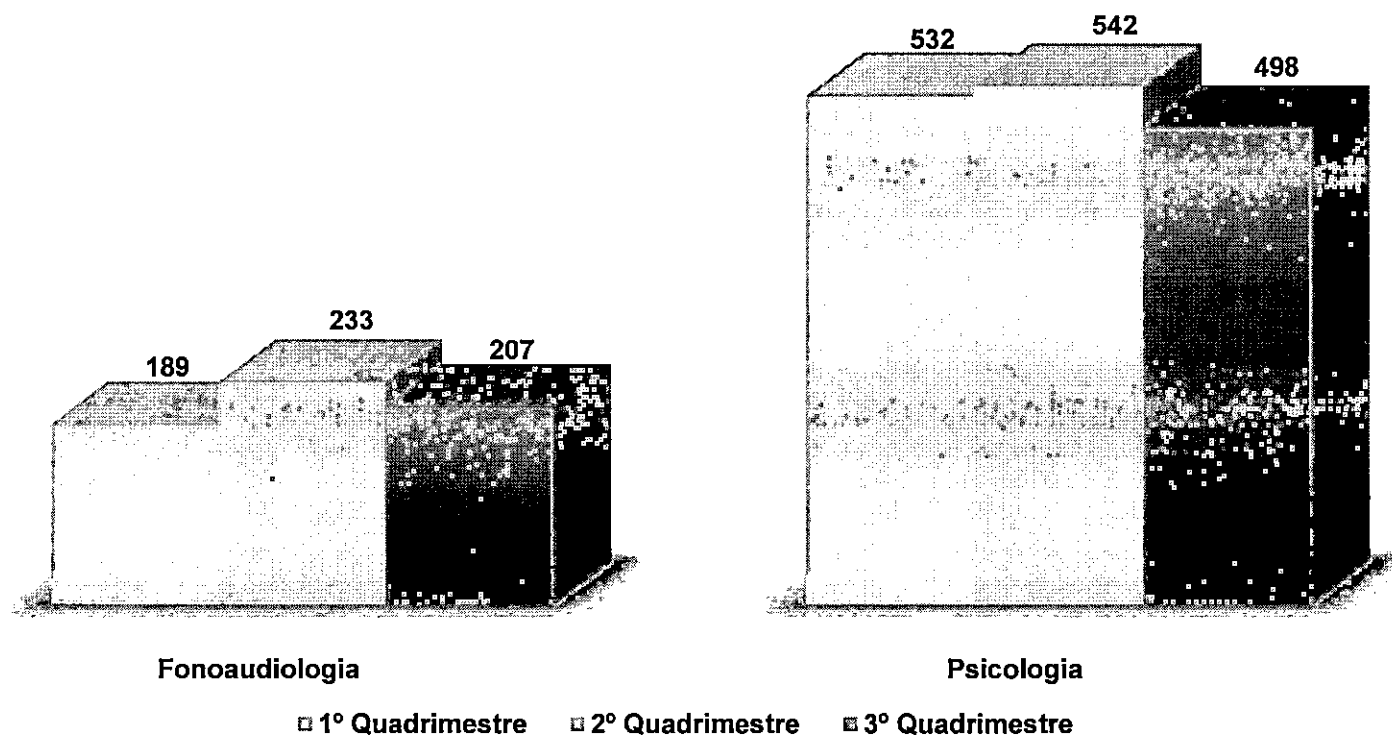 532 542
498
233
189 207
Fonoaudiologia Psicologia
1º Quadrimestre 2º Quadrimestre 3º Quadrimestre